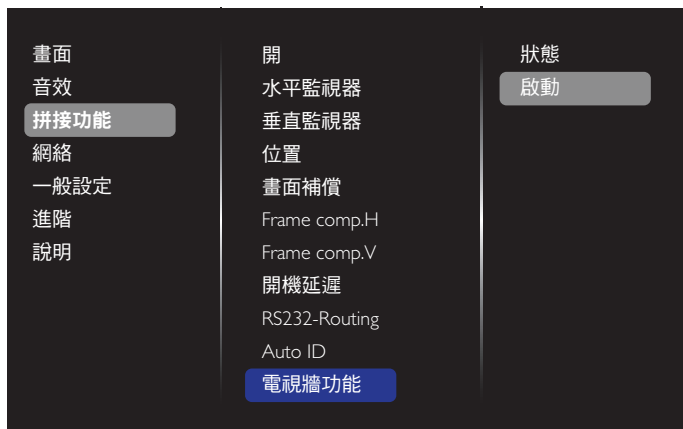 畫面
音效
拼接功能
網絡
一般設定
進階
說明
開
水平監視器
垂直監視器
位置
畫面補償
Frame comp.H
Frame comp.V
開機延遲
RS232-Routing
Auto ID
電視牆功能
狀態
啟動